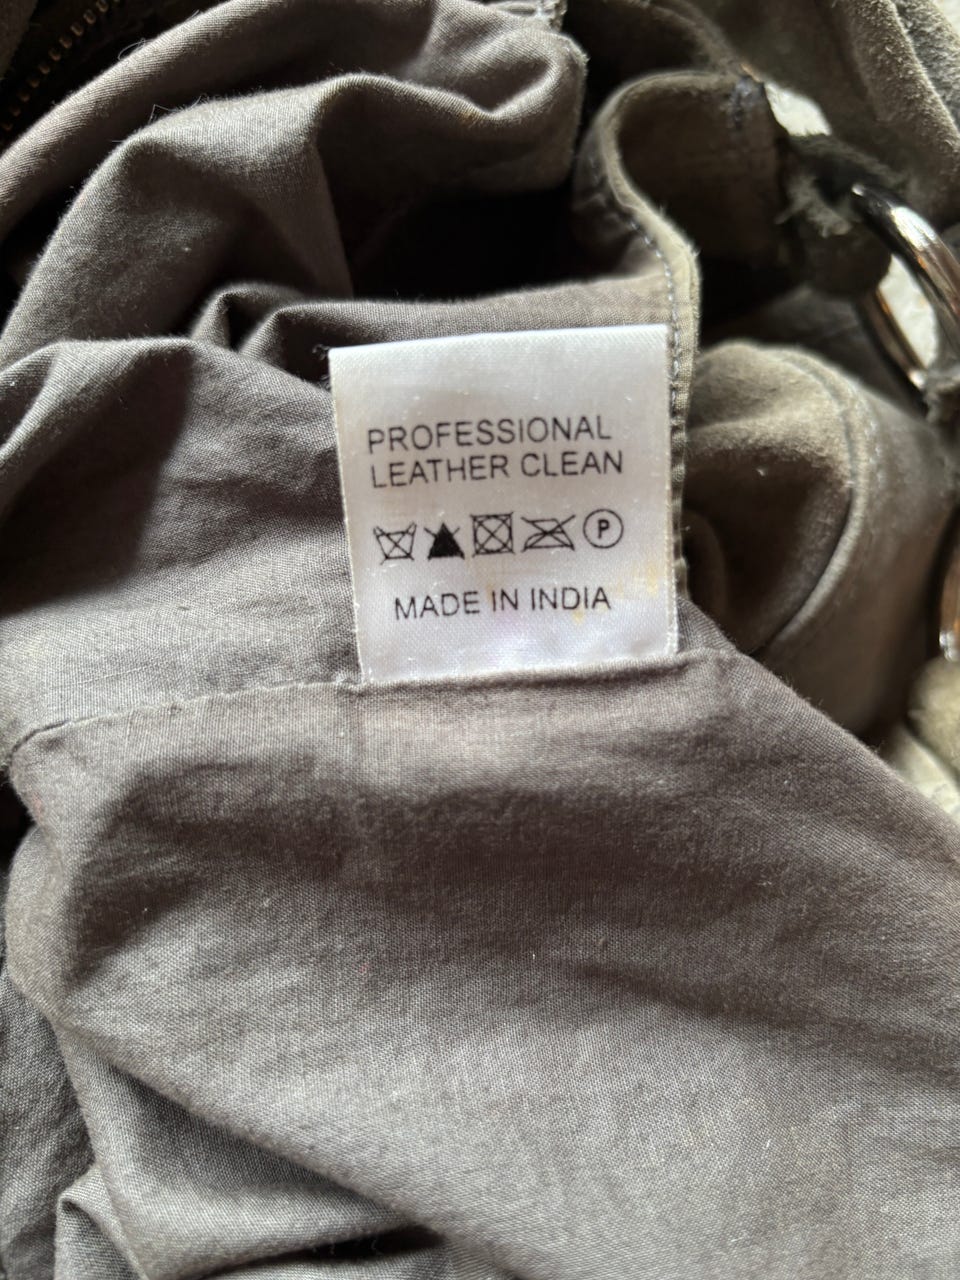 PROFESSIONAL
LEATHER CLEAN
P
MADE IN INDIA